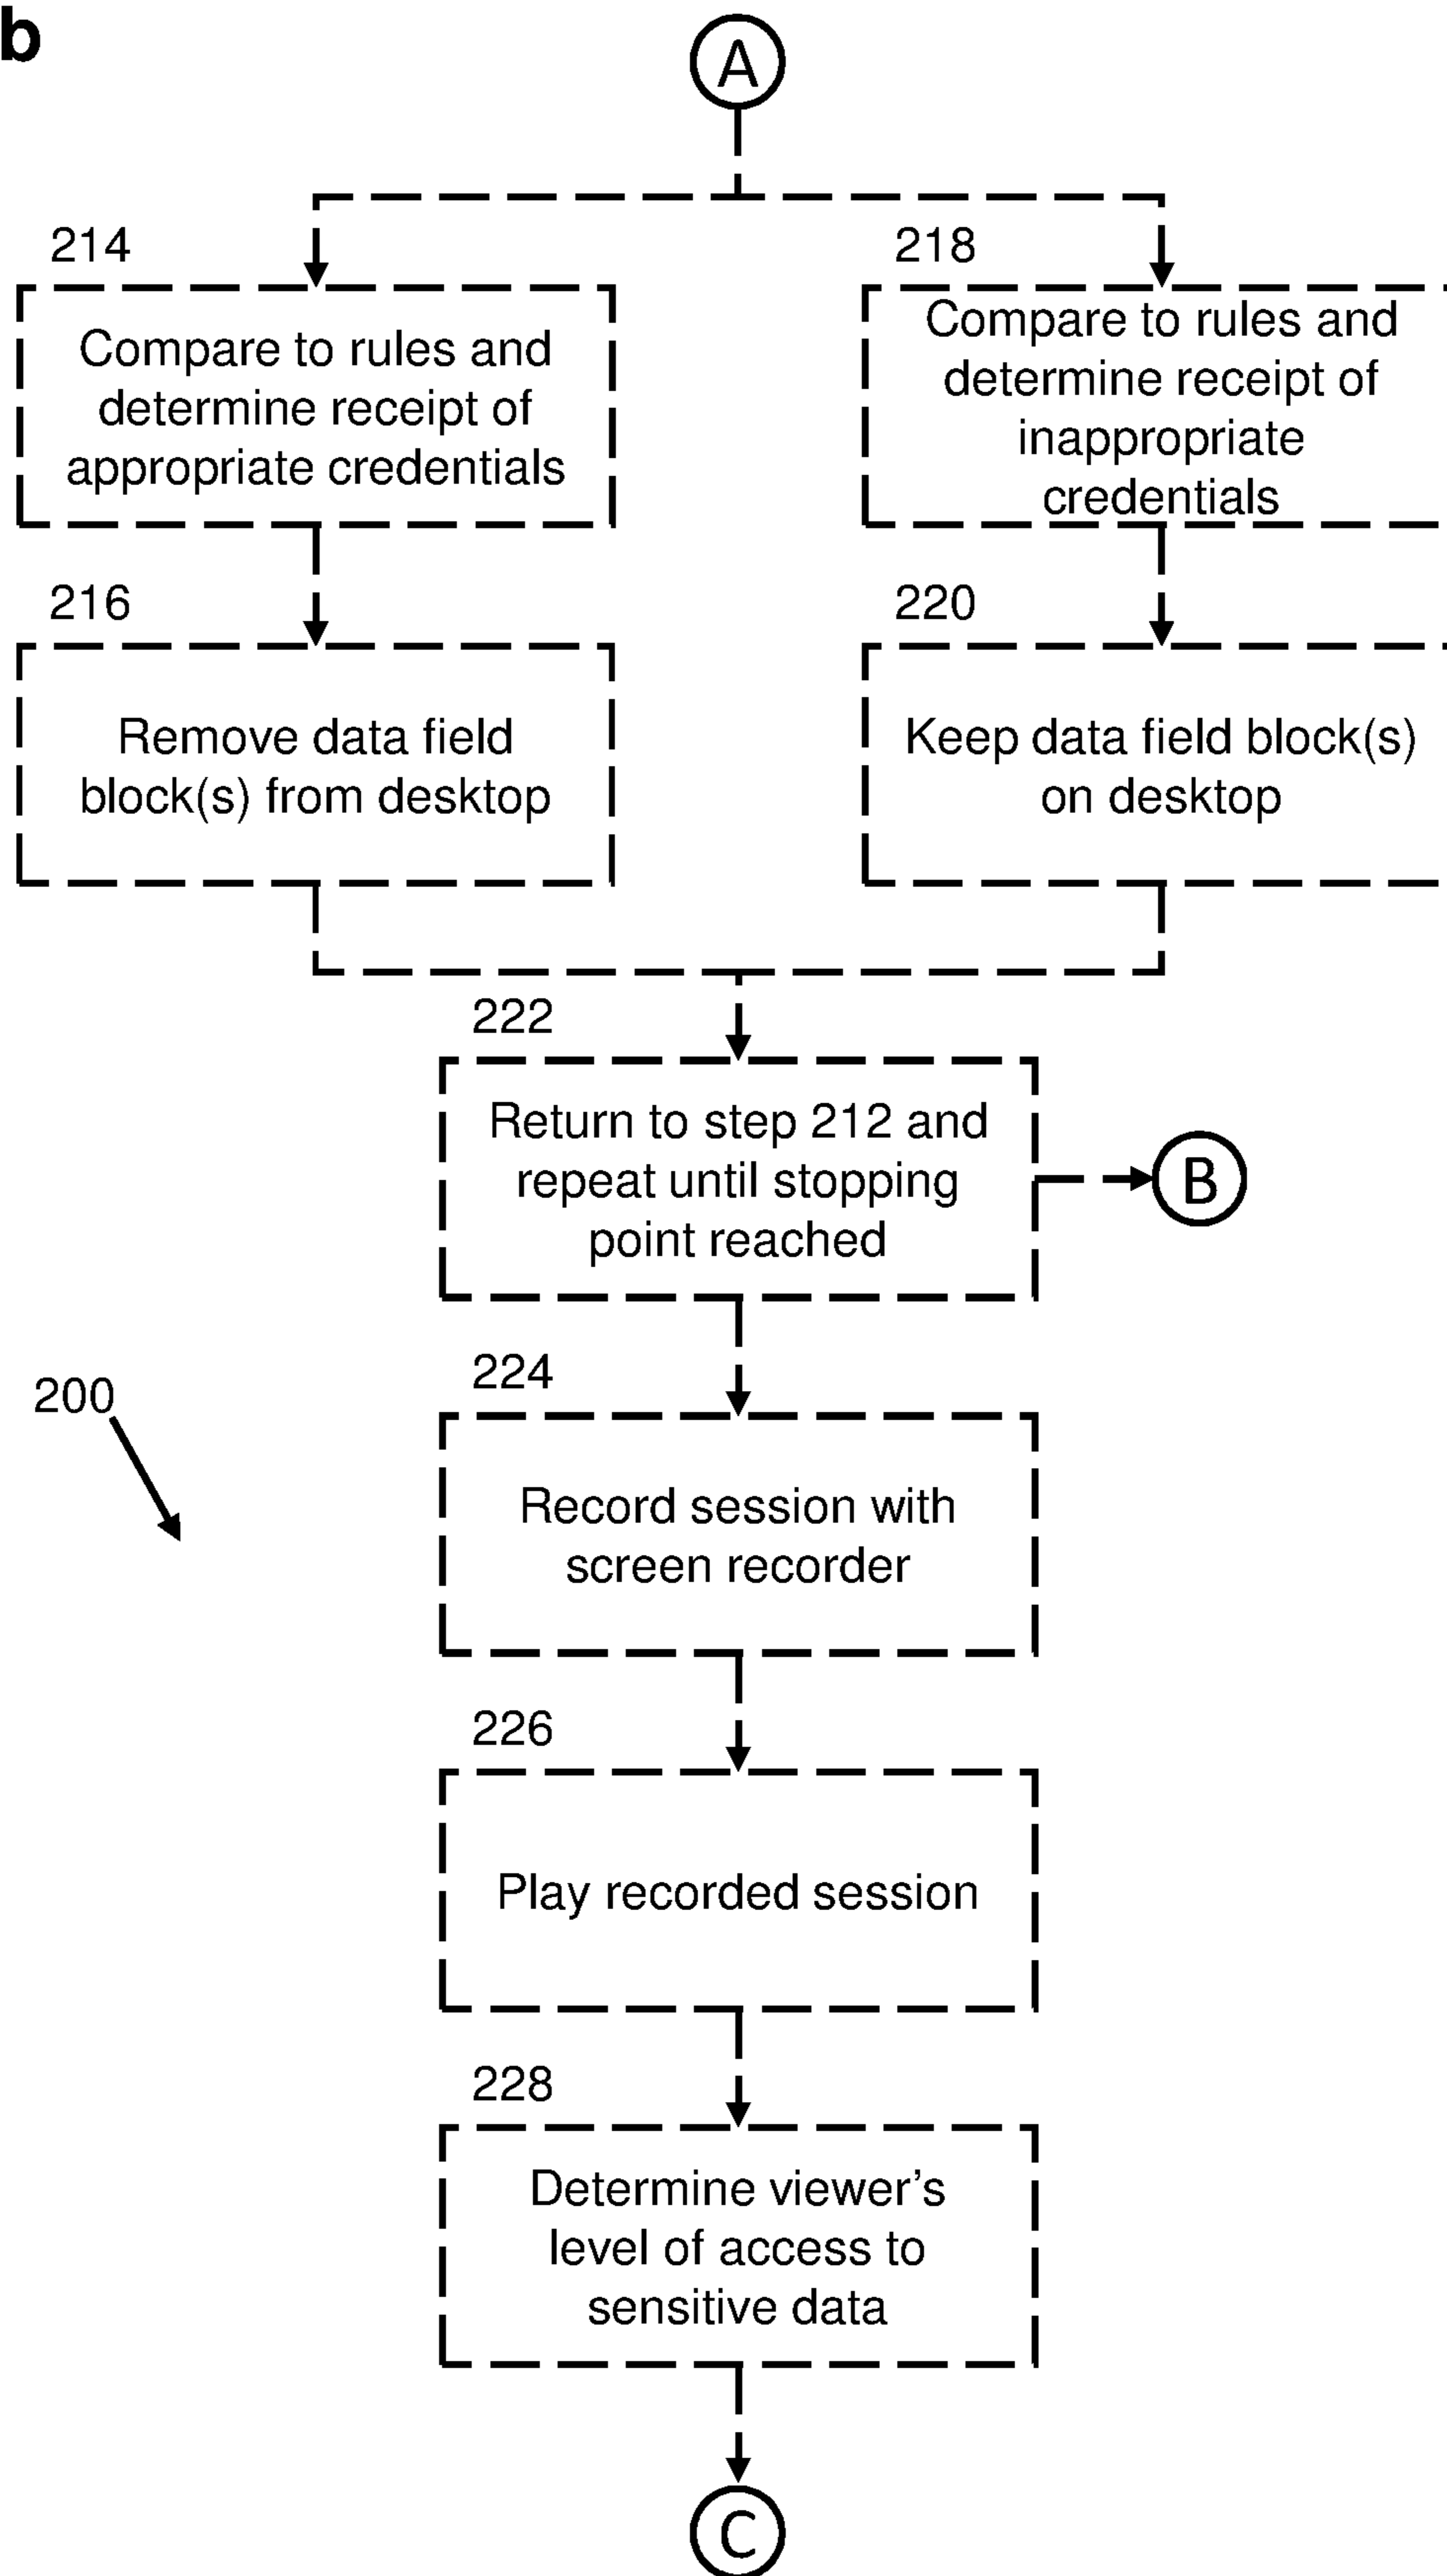 b
A
214
Compare to rules and
determine receipt of
appropriate credentials
218
Compare to rules and
determine receipt of
inappropriate
credentials
216
Remove data field
block(s) from desktop
220
Keep data field block(s)
on desktop
222
Return to step 212 and
repeat until stopping
point reached
B
200
224
Record session with
screen recorder
226
Play recorded session
228
Determine viewer’s
level of access to
sensitive data
C